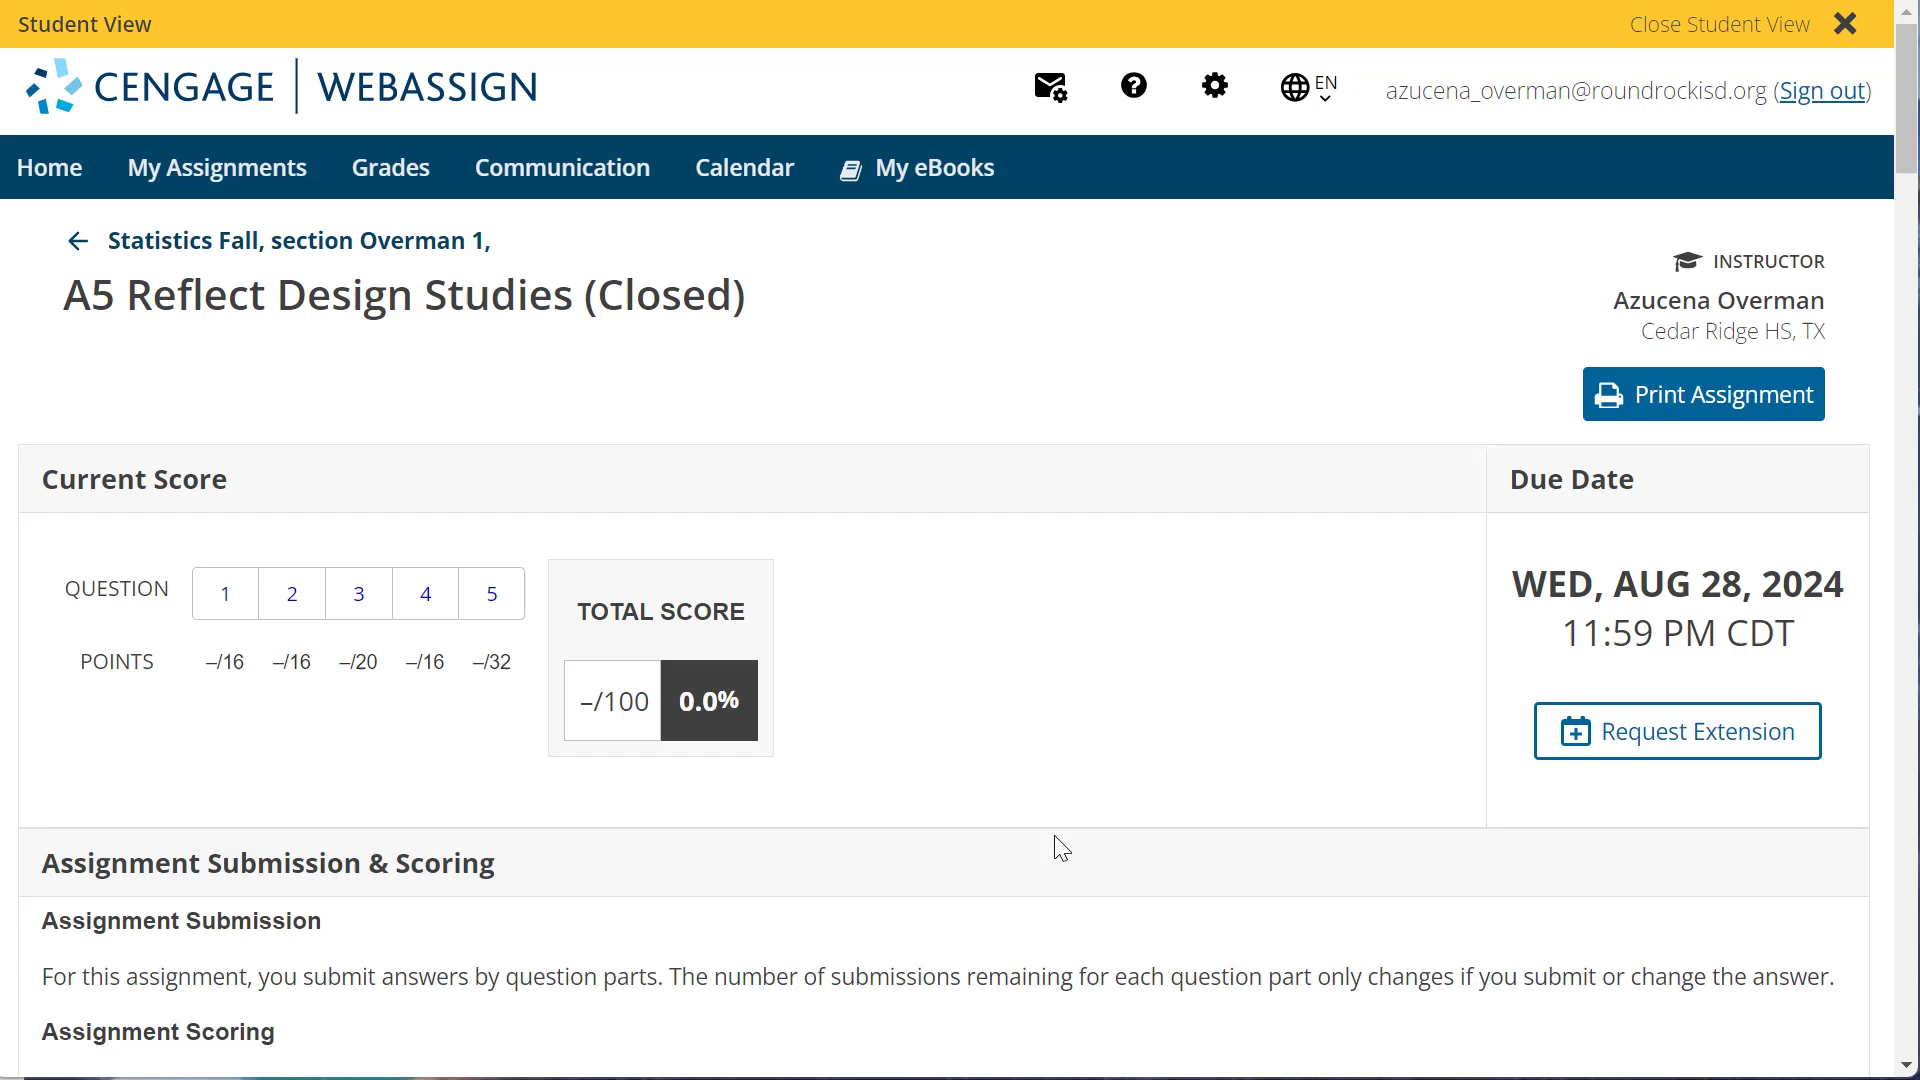 Student View
Close Student View
CENGAGE | WEBASSIGN
EN
azucena_overman@roundrockisd.org (Sign out)
Home
My Assignments
Grades
Communication
Calendar
My eBooks
Statistics Fall, section Overman 1,
A5 Reflect Design Studies (Closed)
INSTRUCTOR
Azucena Overman
Cedar Ridge HS, TX
Print Assignment
Current Score
Due Date
QUESTION 1 2 3 4 5
POINTS –/16 –/16 –/20 –/16 –/32
TOTAL SCORE
–/100 0.0%
WED, AUG 28, 2024
11:59 PM CDT
Request Extension
Assignment Submission & Scoring
Assignment Submission
For this assignment, you submit answers by question parts. The number of submissions remaining for each question part only changes if you submit or change the answer.
Assignment Scoring